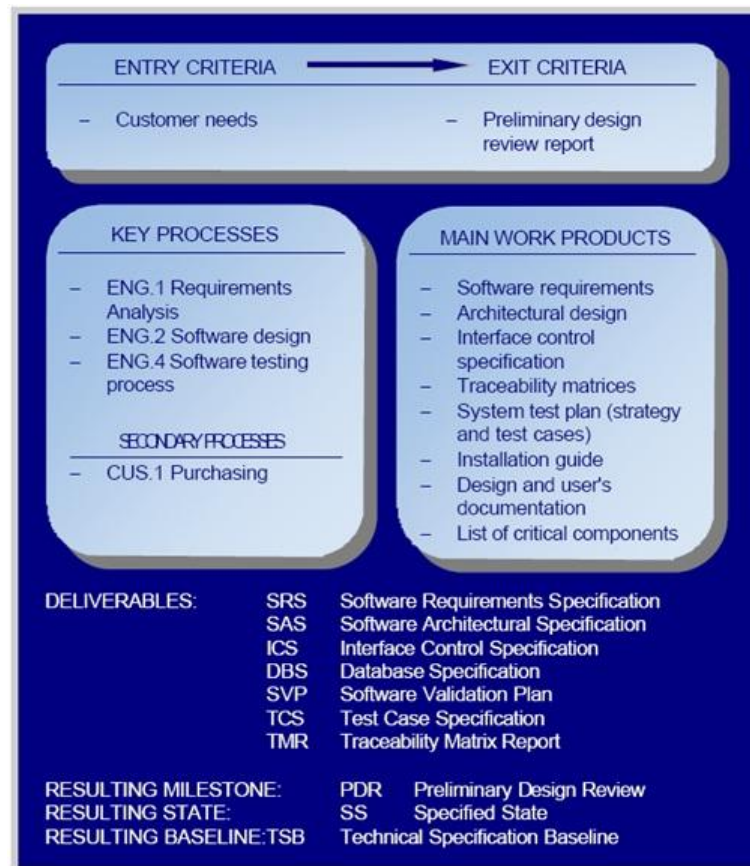 ENTRY CRITERIA EXIT CRITERIA
– Customer needs – Preliminary design
review report
KEY PROCESSES
– ENG.1 Requirements
Analysis
– ENG.2 Software design
– ENG.4 Software testing
process
SECONDARY PROCESSES
– CUS.1 Purchasing
MAIN WORK PRODUCTS
– Software requirements
– Architectural design
– Interface control
specification
– Traceability matrices
– System test plan (strategy
and test cases)
– Installation guide
– Design and user's
documentation
– List of critical components
DELIVERABLES: SRS Software Requirements Specification
SAS Software Architectural Specification
ICS Interface Control Specification
DBS Database Specification
SVP Software Validation Plan
TCS Test Case Specification
TMR Traceability Matrix Report
RESULTING MILESTONE: PDR Preliminary Design Review
RESULTING STATE: SS Specified State
RESULTING BASELINE:TSB Technical Specification Baseline